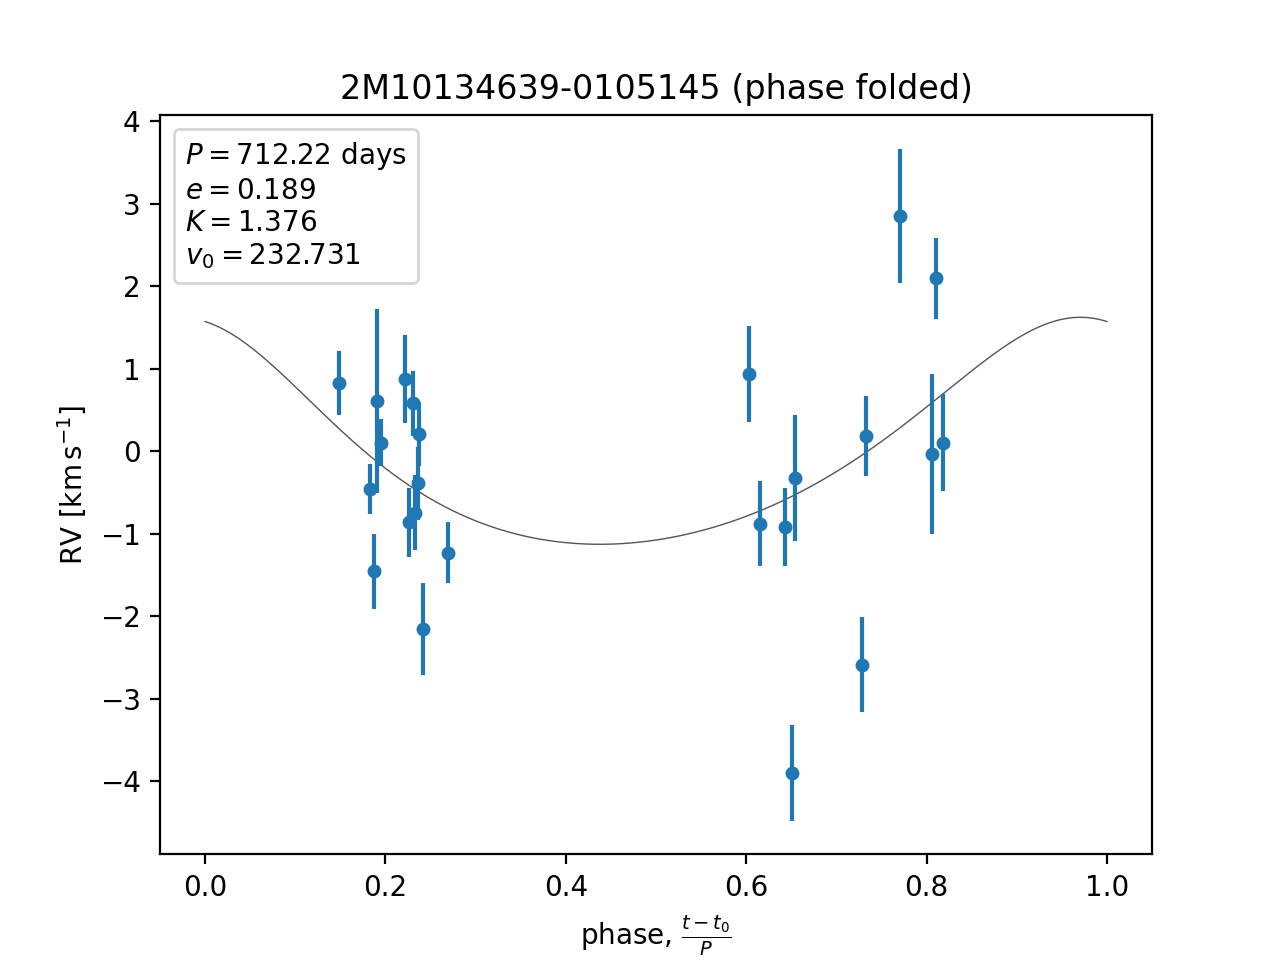 2M10134639-0105145 (phase folded)
P = 712.22 days
e = 0.189
K = 1.376
v₀ = 232.731
4
3
2
1
0
−1
−2
−3
−4
RV [km s⁻¹]
0.0 0.2 0.4 0.6 0.8 1.0
phase, (t − t₀)/P